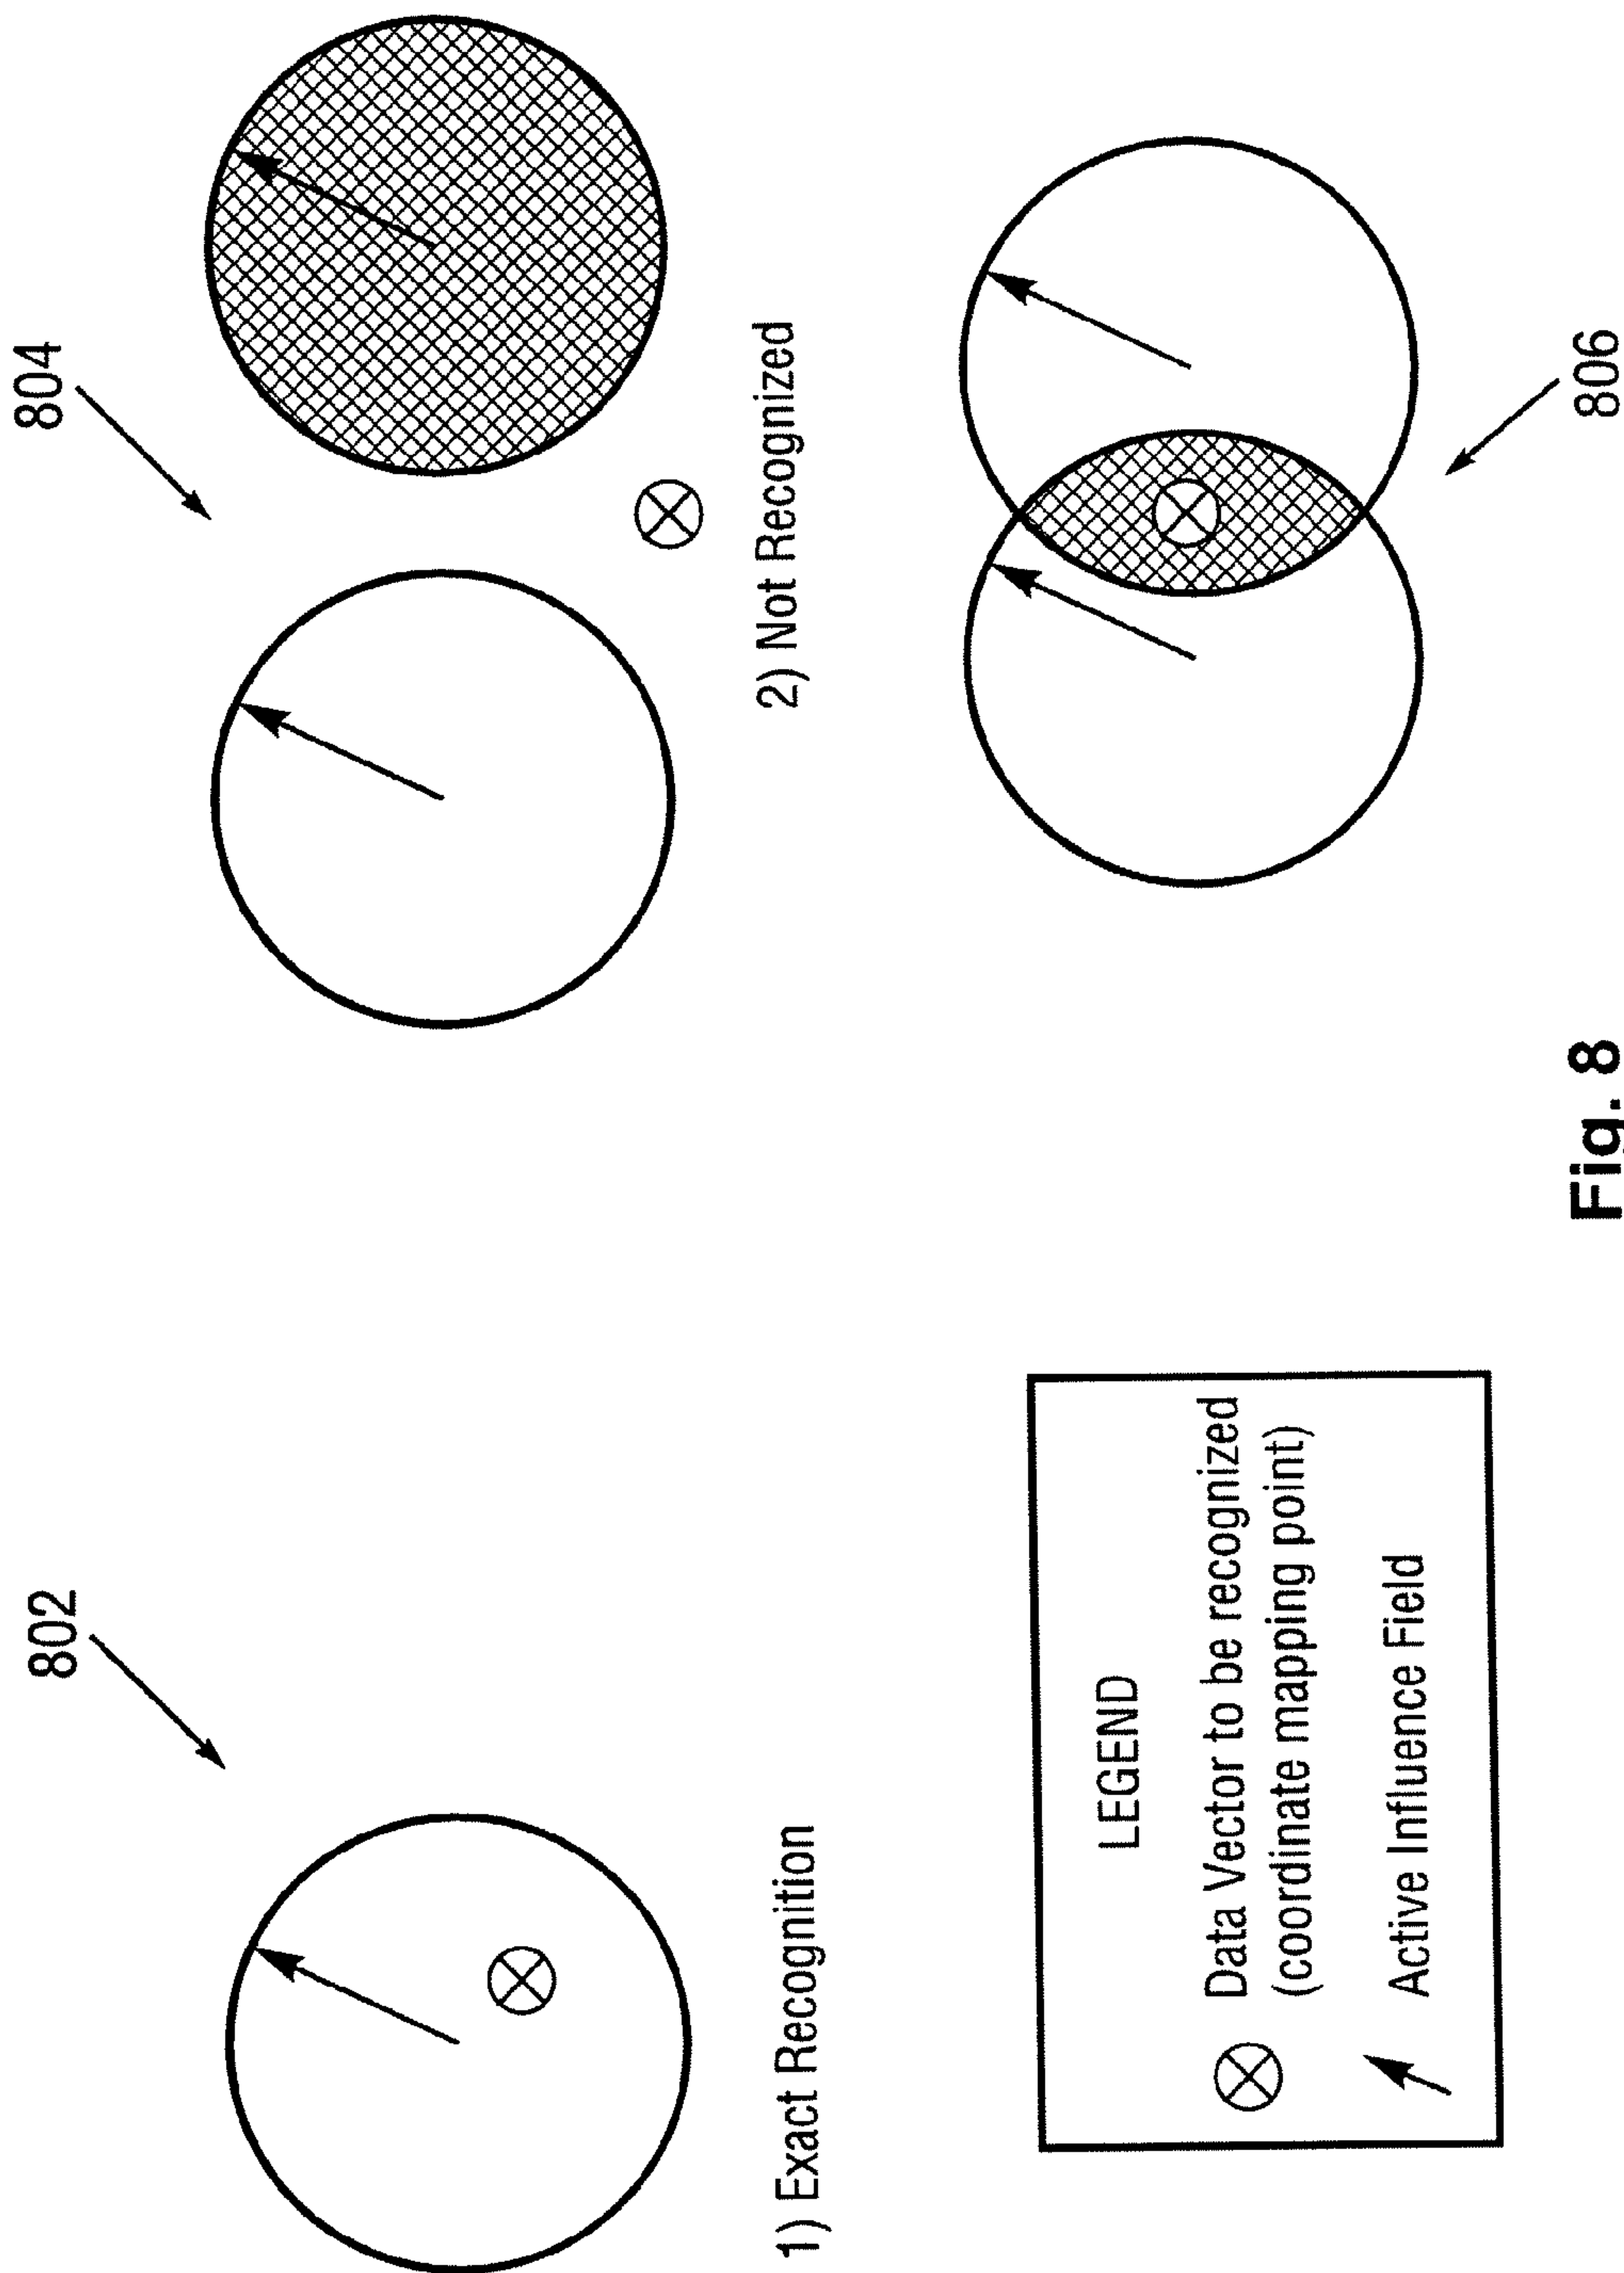 802
804
1) Exact Recognition
2) Not Recognized
LEGEND
Data Vector to be recognized
(coordinate mapping point)
Active Influence Field
806
Fig. 8